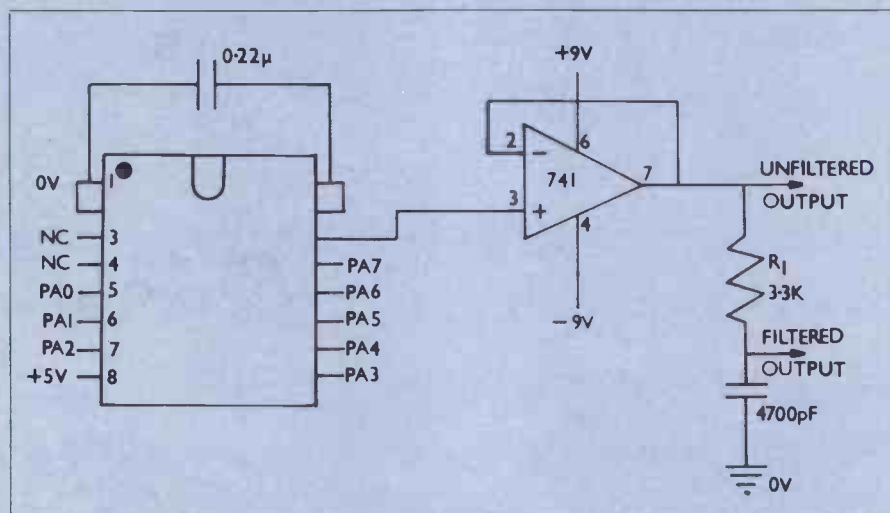 0·22µ
+9V
0V
1
2
−
6
741
7
UNFILTERED
OUTPUT
3
+
4
NC
3
NC
4
PA7
PA0
5
PA6
PA1
6
PA5
PA2
7
PA4
+5V
8
PA3
−9V
R1
3·3K
FILTERED
OUTPUT
4700pF
0V